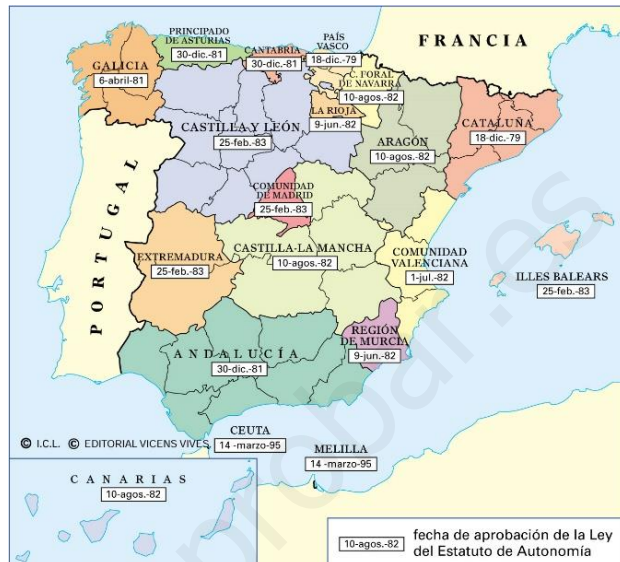 FRANCIA
PRINCIPADO
DE ASTURIAS
30-dic.-81
CANTABRIA
30-dic.-81
PAÍS
VASCO
18-dic.-79
GALICIA
6-abril-81
C. FORAL
DE NAVARRA
10-agos.-82
LA RIOJA
9-jun.-82
CASTILLA Y LEÓN
25-feb.-83
ARAGÓN
10-agos.-82
CATALUÑA
18-dic.-79
PORTUGAL
COMUNIDAD
DE MADRID
25-feb.-83
EXTREMADURA
25-feb.-83
CASTILLA-LA MANCHA
10-agos.-82
COMUNIDAD
VALENCIANA
1-jul.-82
ILLES BALEARS
25-feb.-83
REGIÓN
DE MURCIA
9-jun.-82
ANDALUCÍA
30-dic.-81
CEUTA
14 -marzo-95
MELILLA
14 -marzo-95
© I.C.L. © EDITORIAL VICENS VIVES
CANARIAS
10-agos.-82
10-agos.-82 fecha de aprobación de la Ley
del Estatuto de Autonomía
probar.es